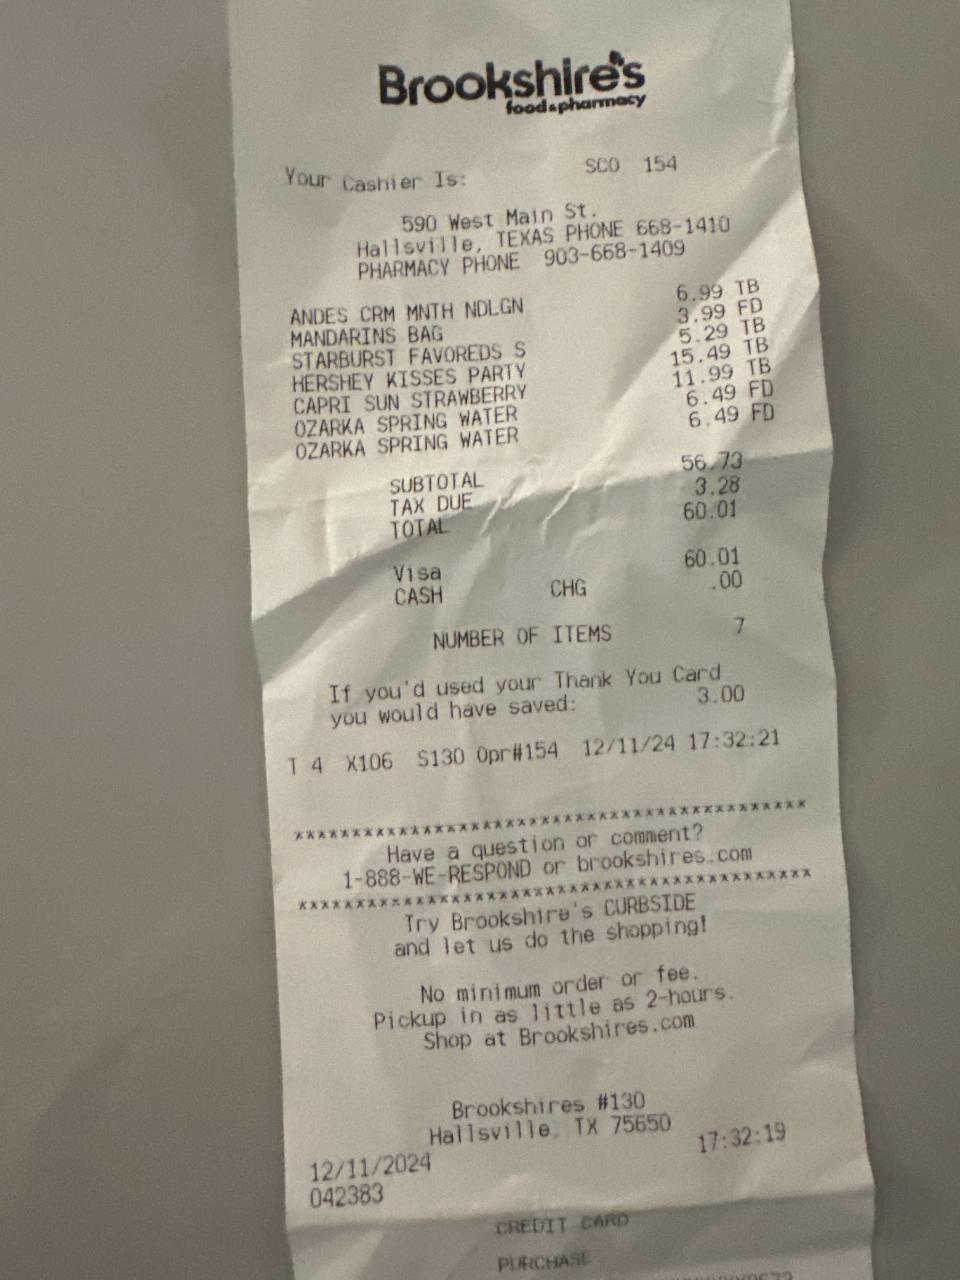 Brookshire's
food & pharmacy
Your Cashier Is: SCO 154
590 West Main St.
Hallsville, TEXAS PHONE 668-1410
PHARMACY PHONE 903-668-1409
ANDES CRM MNTH NDLGN 6.99 TB
MANDARINS BAG 3.99 FD
STARBURST FAVOREDS S 5.29 TB
HERSHEY KISSES PARTY 15.49 TB
CAPRI SUN STRAWBERRY 11.99 TB
OZARKA SPRING WATER 6.49 FD
OZARKA SPRING WATER 6.49 FD
SUBTOTAL 56.73
TAX DUE 3.28
TOTAL 60.01
Visa 60.01
CASH CHG .00
NUMBER OF ITEMS 7
If you'd used your Thank You Card
you would have saved: 3.00
T 4 X106 S130 Opr#154 12/11/24 17:32:21
*******************************************
Have a question or comment?
1-888-WE-RESPOND or brookshires.com
*******************************************
Try Brookshire's CURBSIDE
and let us do the shopping!
No minimum order or fee.
Pickup in as little as 2-hours.
Shop at Brookshires.com
Brookshires #130
Hallsville, TX 75650
12/11/2024 17:32:19
042383
CREDIT CARD
PURCHASE